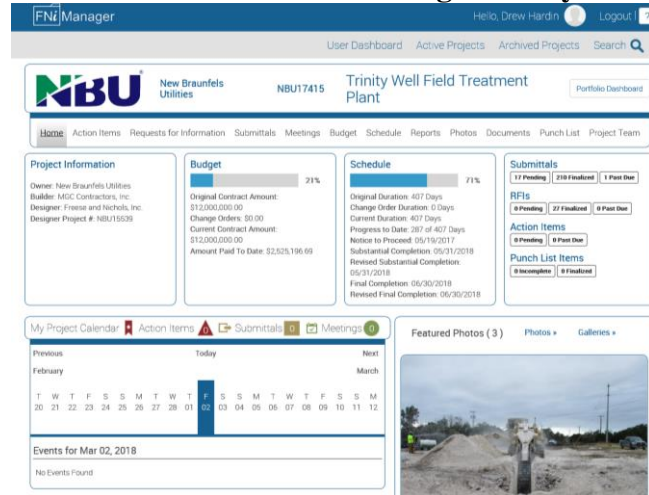 FNi Manager
Hello, Drew Hardin
Logout
?
User Dashboard Active Projects Archived Projects Search
NBU
New Braunfels
Utilities
NBU17415
Trinity Well Field Treatment
Plant
Portfolio Dashboard
Home Action Items Requests for Information Submittals Meetings Budget Schedule Reports Photos Documents Punch List Project Team
Project Information
Owner: New Braunfels Utilities
Builder: MGC Contractors, Inc.
Designer: Freese and Nichols, Inc.
Designer Project #: NBU15539
Budget
21%
Original Contract Amount:
$12,000,000.00
Change Orders: $0.00
Current Contract Amount:
$12,000,000.00
Amount Paid To Date: $2,525,196.69
Schedule
71%
Original Duration: 407 Days
Change Order Duration: 0 Days
Current Duration: 407 Days
Progress to Date: 287 of 407 Days
Notice to Proceed: 05/19/2017
Substantial Completion: 05/31/2018
Revised Substantial Completion:
05/31/2018
Final Completion: 06/30/2018
Revised Final Completion: 06/30/2018
Submittals
17 Pending 210 Finalized 1 Past Due
RFIs
0 Pending 27 Finalized 0 Past Due
Action Items
0 Pending 0 Past Due
Punch List Items
0 Incomplete 0 Finalized
My Project Calendar Action Items 0 Submittals 0 Meetings 0
Previous Today Next
February March
T W T F S S M T W T F S S M T W T F S S M
20 21 22 23 24 25 26 27 28 01 02 03 04 05 06 07 08 09 10 11 12
Events for Mar 02, 2018
No Events Found
Featured Photos ( 3 ) Photos » Galleries »